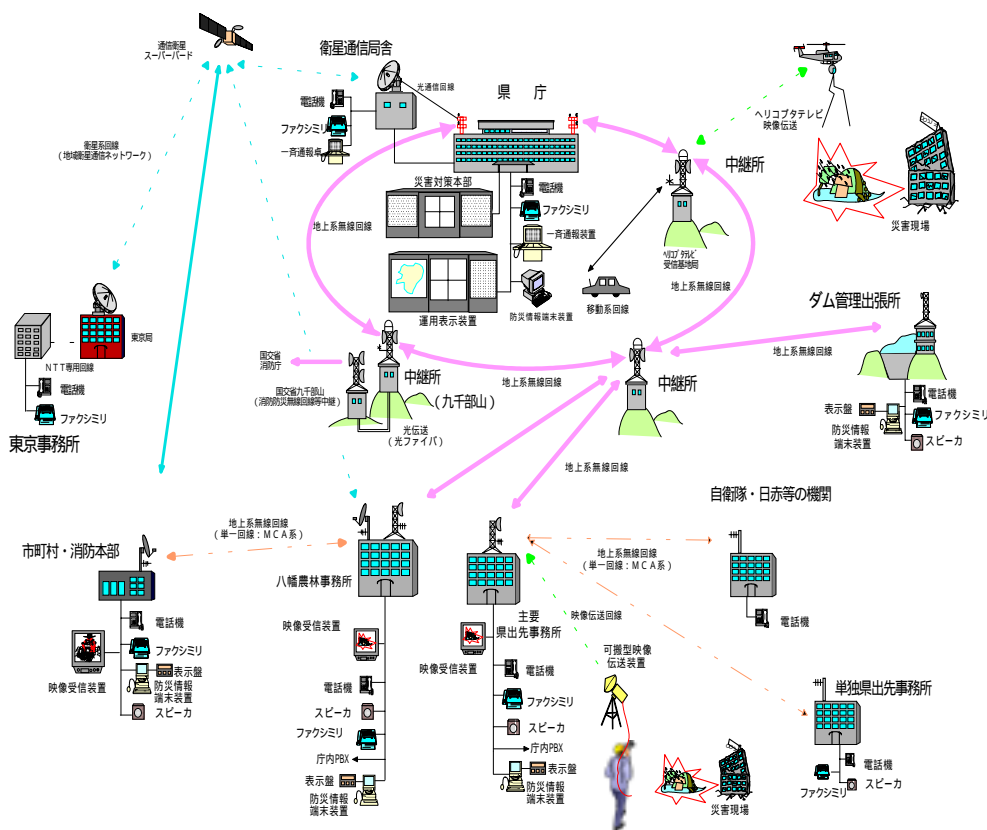 通信衛星
スーパーバード
衛星通信局舎
光通信回線
電話機
ファクシミリ
一斉通報卓
県 庁
衛星系回線
(地域衛星通信ネットワーク)
災害対策本部
電話機
ファクシミリ
一斉通報装置
地上系無線回線
運用表示装置
防災情報端末装置
移動系回線
中継所
ヘリコプタテレビ
受信基地局
地上系無線回線
ヘリコプタテレビ
映像伝送
災害現場
東京局
NTT専用回線
電話機
ファクシミリ
東京事務所
国交省
消防庁
国交省九千部山
(消防防災無線回線等中継)
中継所
(九千部山)
光伝送
(光ファイバ)
地上系無線回線
中継所
地上系無線回線
ダム管理出張所
電話機
表示盤
ファクシミリ
防災情報
端末装置
スピーカ
地上系無線回線
市町村・消防本部
地上系無線回線
(単一回線:MCA系)
電話機
ファクシミリ
映像受信装置
表示盤
防災情報
端末装置
スピーカ
八幡農林事務所
映像受信装置
電話機
スピーカ
ファクシミリ
庁内PBX
表示盤
防災情報
端末装置
主要
県出先事務所
映像受信装置
電話機
ファクシミリ
スピーカ
庁内PBX
表示盤
防災情報
端末装置
自衛隊・日赤等の機関
地上系無線回線
(単一回線:MCA系)
電話機
映像伝送回線
可搬型映像
伝送装置
災害現場
単独県出先事務所
電話機
ファクシミリ
スピーカ